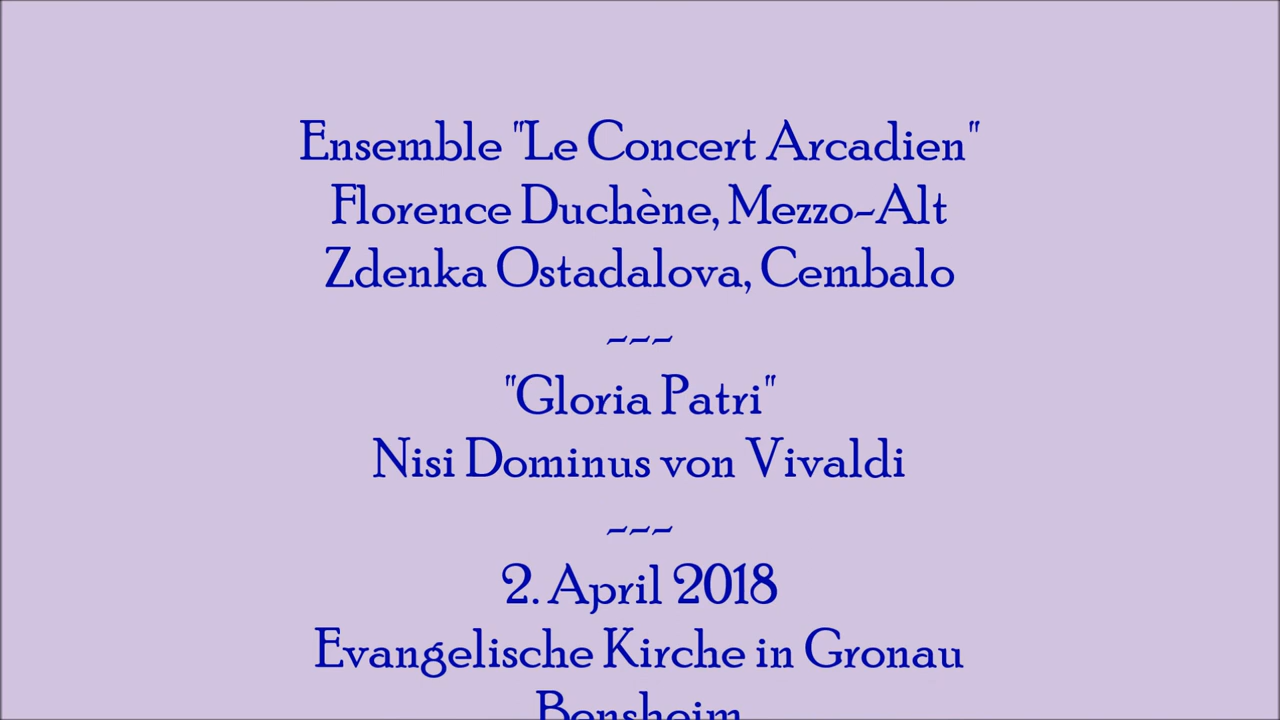 Ensemble "Le Concert Arcadien"
Florence Duchène, Mezzo-Alt
Zdenka Ostadalova, Cembalo
---
"Gloria Patri"
Nisi Dominus von Vivaldi
---
2. April 2018
Evangelische Kirche in Gronau
Bensheim